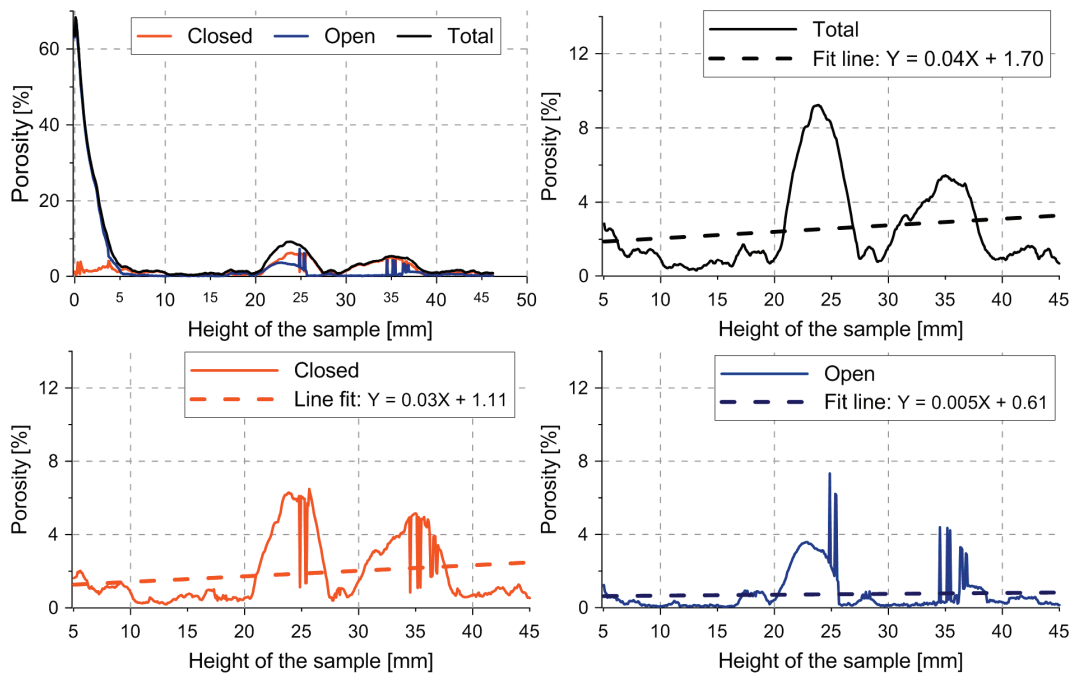 Closed Open Total
Porosity [%]
60
40
20
0
0 5 10 15 20 25 30 35 40 45 50
Height of the sample [mm]
Total
Fit line: Y = 0.04X + 1.70
Porosity [%]
12
8
4
0
5 10 15 20 25 30 35 40 45
Height of the sample [mm]
Closed
Line fit: Y = 0.03X + 1.11
Porosity [%]
12
8
4
0
5 10 15 20 25 30 35 40 45
Height of the sample [mm]
Open
Fit line: Y = 0.005X + 0.61
Porosity [%]
12
8
4
0
5 10 15 20 25 30 35 40 45
Height of the sample [mm]